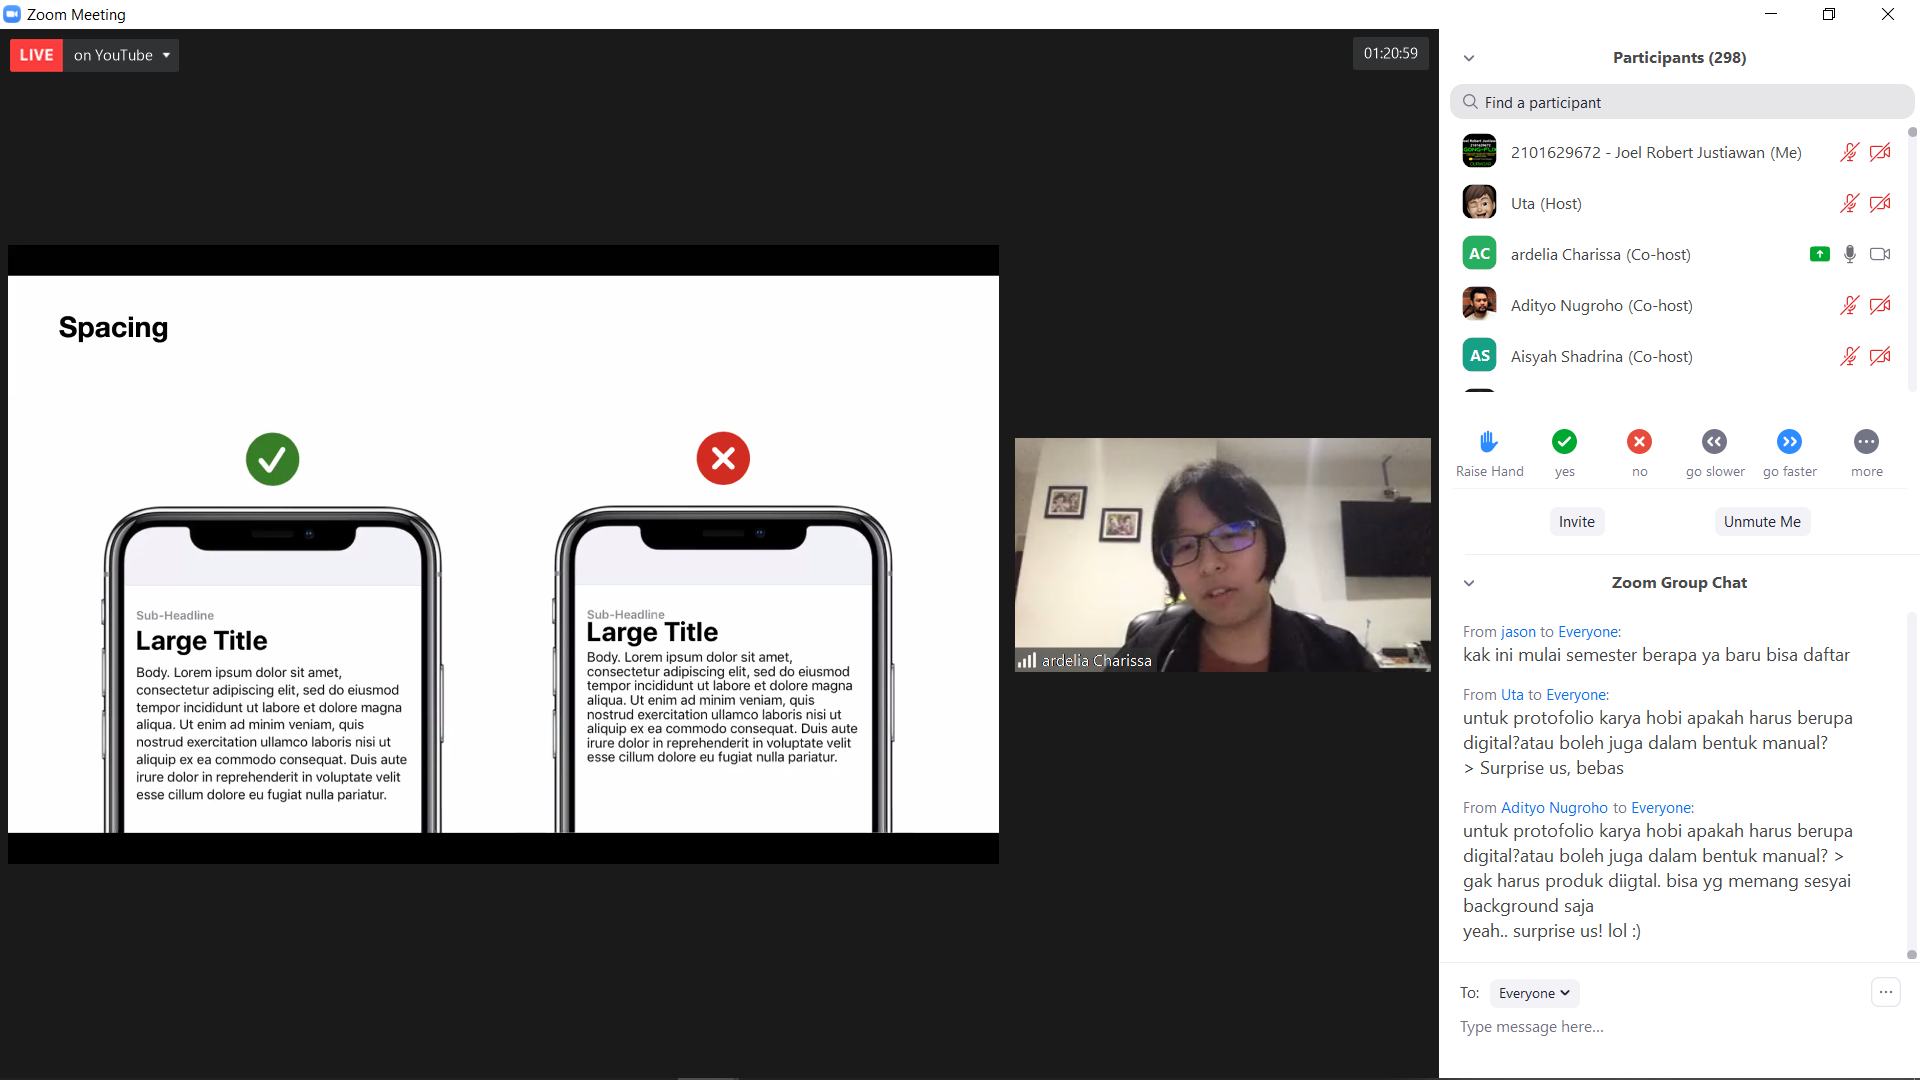 Zoom Meeting
LIVE on YouTube
01:20:59
Spacing
Sub-Headline
Large Title
Body. Lorem ipsum dolor sit amet,
consectetur adipiscing elit, sed do eiusmod
tempor incididunt ut labore et dolore magna
aliqua. Ut enim ad minim veniam, quis
nostrud exercitation ullamco laboris nisi ut
aliquip ex ea commodo consequat. Duis aute
irure dolor in reprehenderit in voluptate velit
esse cillum dolore eu fugiat nulla pariatur.
Sub-Headline
Large Title
Body. Lorem ipsum dolor sit amet,
consectetur adipiscing elit, sed do eiusmod
tempor incididunt ut labore et dolore magna
aliqua. Ut enim ad minim veniam, quis
nostrud exercitation ullamco laboris nisi ut
aliquip ex ea commodo consequat. Duis aute
irure dolor in reprehenderit in voluptate velit
esse cillum dolore eu fugiat nulla pariatur.
ardelia Charissa
Participants (298)
Find a participant
2101629672 - Joel Robert Justiawan (Me)
Uta (Host)
AC ardelia Charissa (Co-host)
Adityo Nugroho (Co-host)
AS Aisyah Shadrina (Co-host)
Raise Hand yes no go slower go faster more
Invite Unmute Me
Zoom Group Chat
From jason to Everyone:
kak ini mulai semester berapa ya baru bisa daftar
From Uta to Everyone:
untuk protofolio karya hobi apakah harus berupa
digital?atau boleh juga dalam bentuk manual?
> Surprise us, bebas
From Adityo Nugroho to Everyone:
untuk protofolio karya hobi apakah harus berupa
digital?atau boleh juga dalam bentuk manual? >
gak harus produk diigtal. bisa yg memang sesyai
background saja
yeah.. surprise us! lol :)
To: Everyone
Type message here...